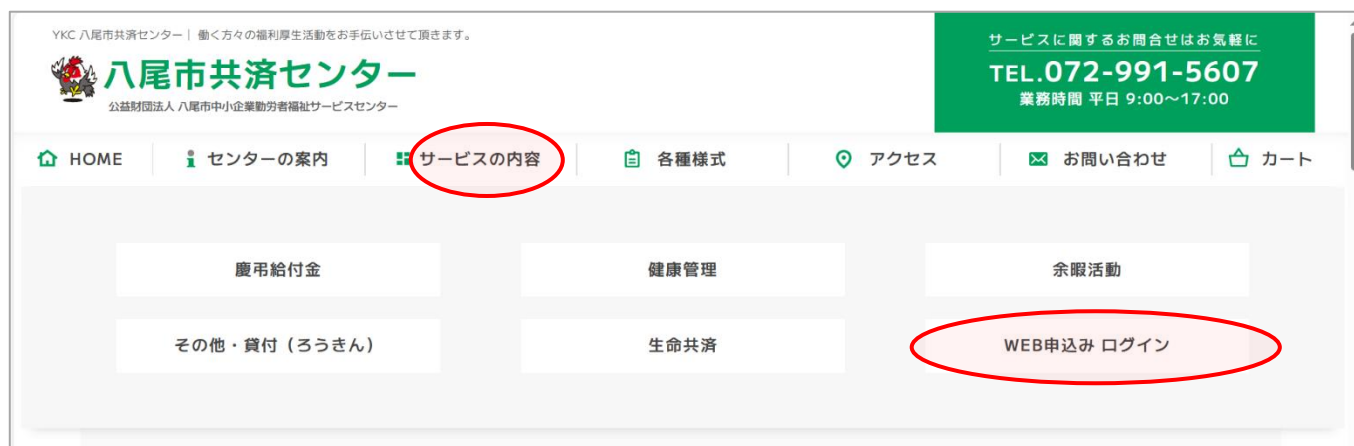 YKC 八尾市共済センター｜ 働く方々の福利厚生活動をお手伝いさせて頂きます。
八尾市共済センター
公益財団法人 八尾市中小企業勤労者福祉サービスセンター
サービスに関するお問合せはお気軽に
TEL.072-991-5607
業務時間 平日 9:00～17:00
HOME センターの案内 サービスの内容 各種様式 アクセス お問い合わせ カート
慶弔給付金 健康管理 余暇活動
その他・貸付（ろうきん） 生命共済 WEB申込み ログイン